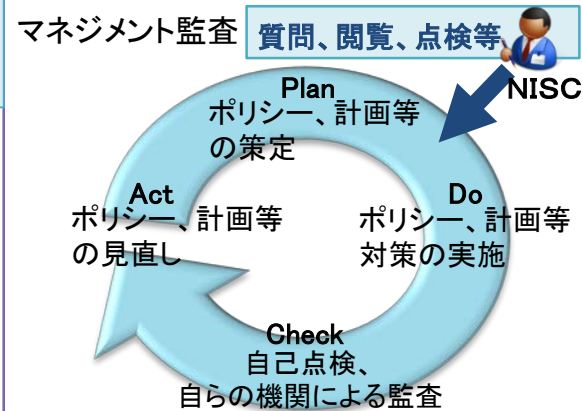 マネジメント監査
質問、閲覧、点検等
NISC
Plan
ポリシー、計画等
の策定
Do
ポリシー、計画等
対策の実施
Check
自己点検、
自らの機関による監査
Act
ポリシー、計画等
の見直し